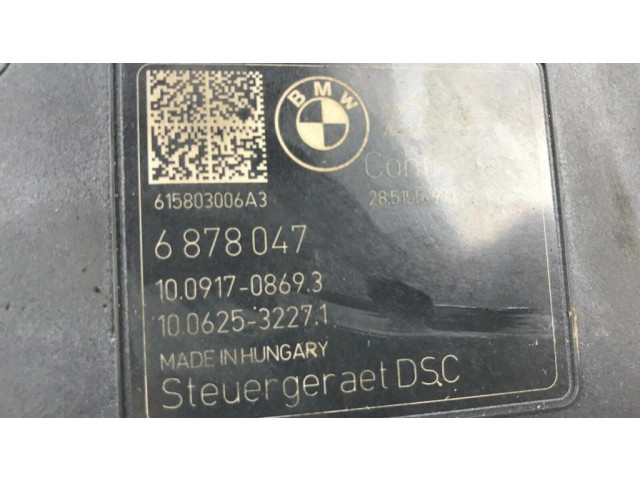 BMW
615803006A3
6 878 047
10.0917-0869.3
10.0625-3227.1
MADE IN HUNGARY
Steuergeraet DSC